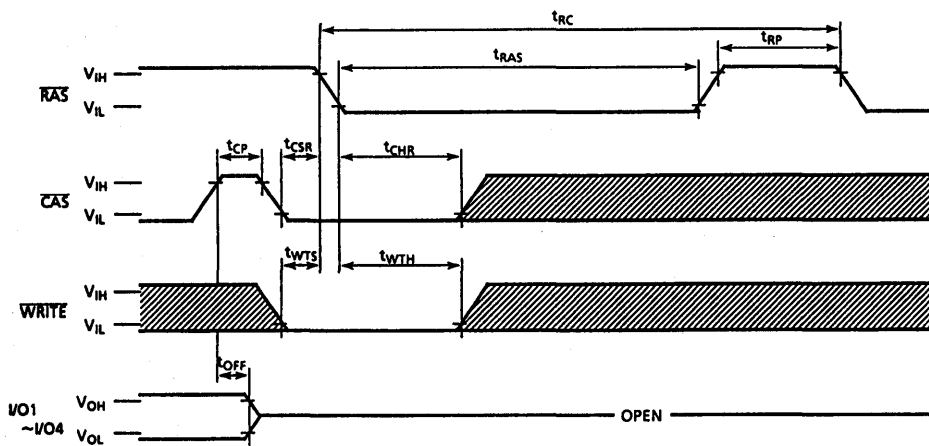 tRC
tRP
tRAS
VIH
RAS
VIL
tCP
tCSR
tCHR
VIH
CAS
VIL
tWTS
tWTH
VIH
WRITE
VIL
tOFF
I/O1
~I/O4
VOH
VOL
OPEN